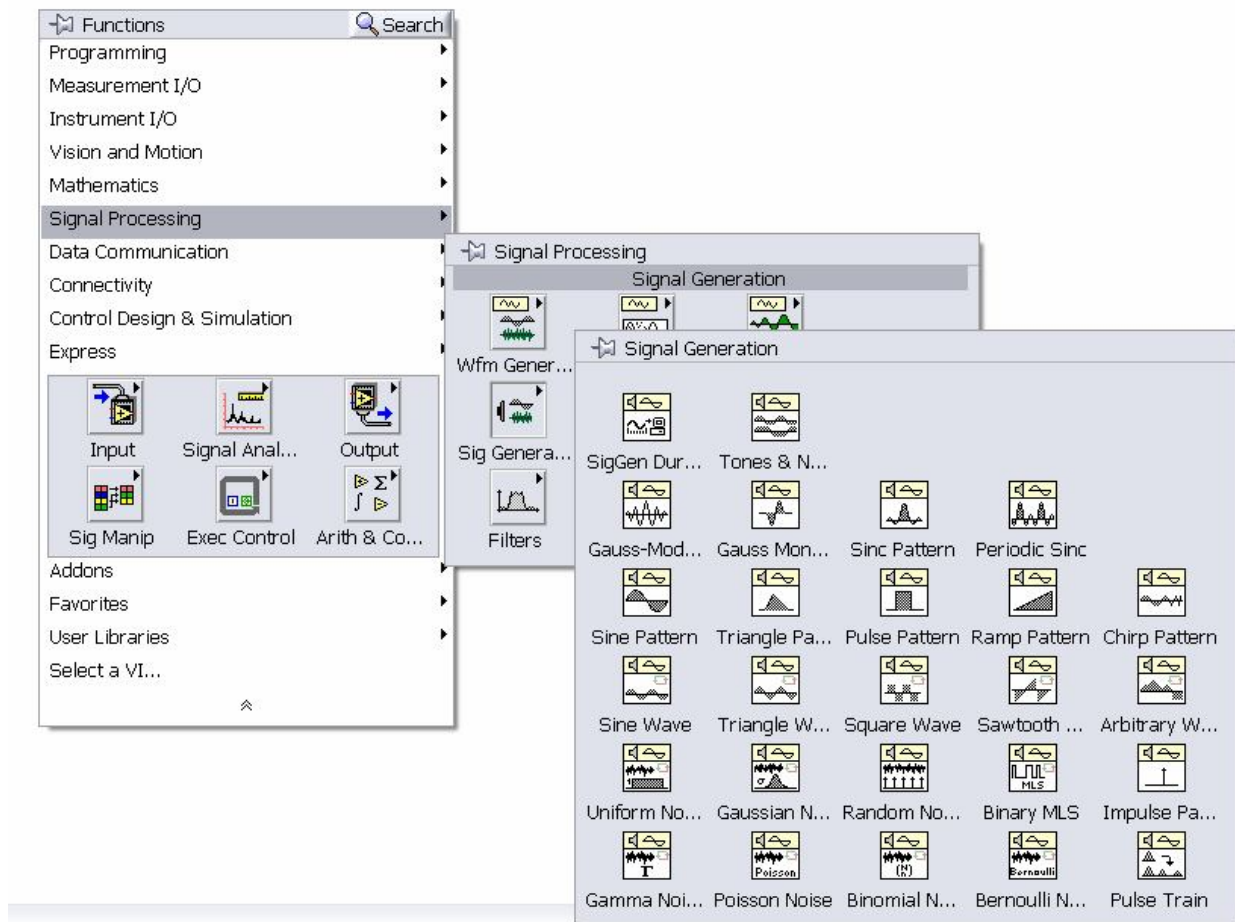 Functions Search
Programming
Measurement I/O
Instrument I/O
Vision and Motion
Mathematics
Signal Processing
Data Communication
Connectivity
Control Design & Simulation
Express
Input Signal Anal... Output
Sig Manip Exec Control Arith & Co...
Addons
Favorites
User Libraries
Select a VI...
Signal Processing
Signal Generation
Wfm Gener...
Sig Genera...
Filters
Signal Generation
SigGen Dur... Tones & N...
Gauss-Mod... Gauss Mon... Sinc Pattern Periodic Sinc
Sine Pattern Triangle Pa... Pulse Pattern Ramp Pattern Chirp Pattern
Sine Wave Triangle W... Square Wave Sawtooth ... Arbitrary W...
MLS
Uniform No... Gaussian N... Random No... Binary MLS Impulse Pa...
Poisson Bernoulli
Gamma Noi... Poisson Noise Binomial N... Bernoulli N... Pulse Train